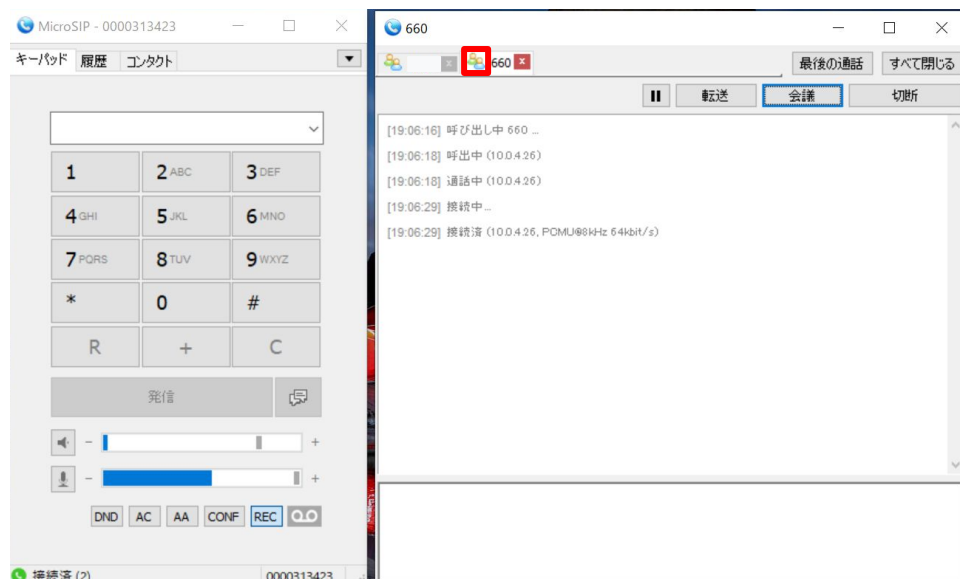 MicroSIP - 0000313423
キーパッド 履歴 コンタクト
1
2 ABC
3 DEF
4 GHI
5 JKL
6 MNO
7 PQRS
8 TUV
9 WXYZ
*
0
#
R
+
C
発信
- +
- +
DND AC AA CONF REC
接続済 (2) 0000313423
660
660 最後の通話 すべて閉じる
転送 会議 切断
[19:06:16] 呼び出し中 660 ...
[19:06:18] 呼出中 (10.0.4.26)
[19:06:18] 通話中 (10.0.4.26)
[19:06:29] 接続中...
[19:06:29] 接続済 (10.0.4.26, PCMU@8kHz 64kbit/s)